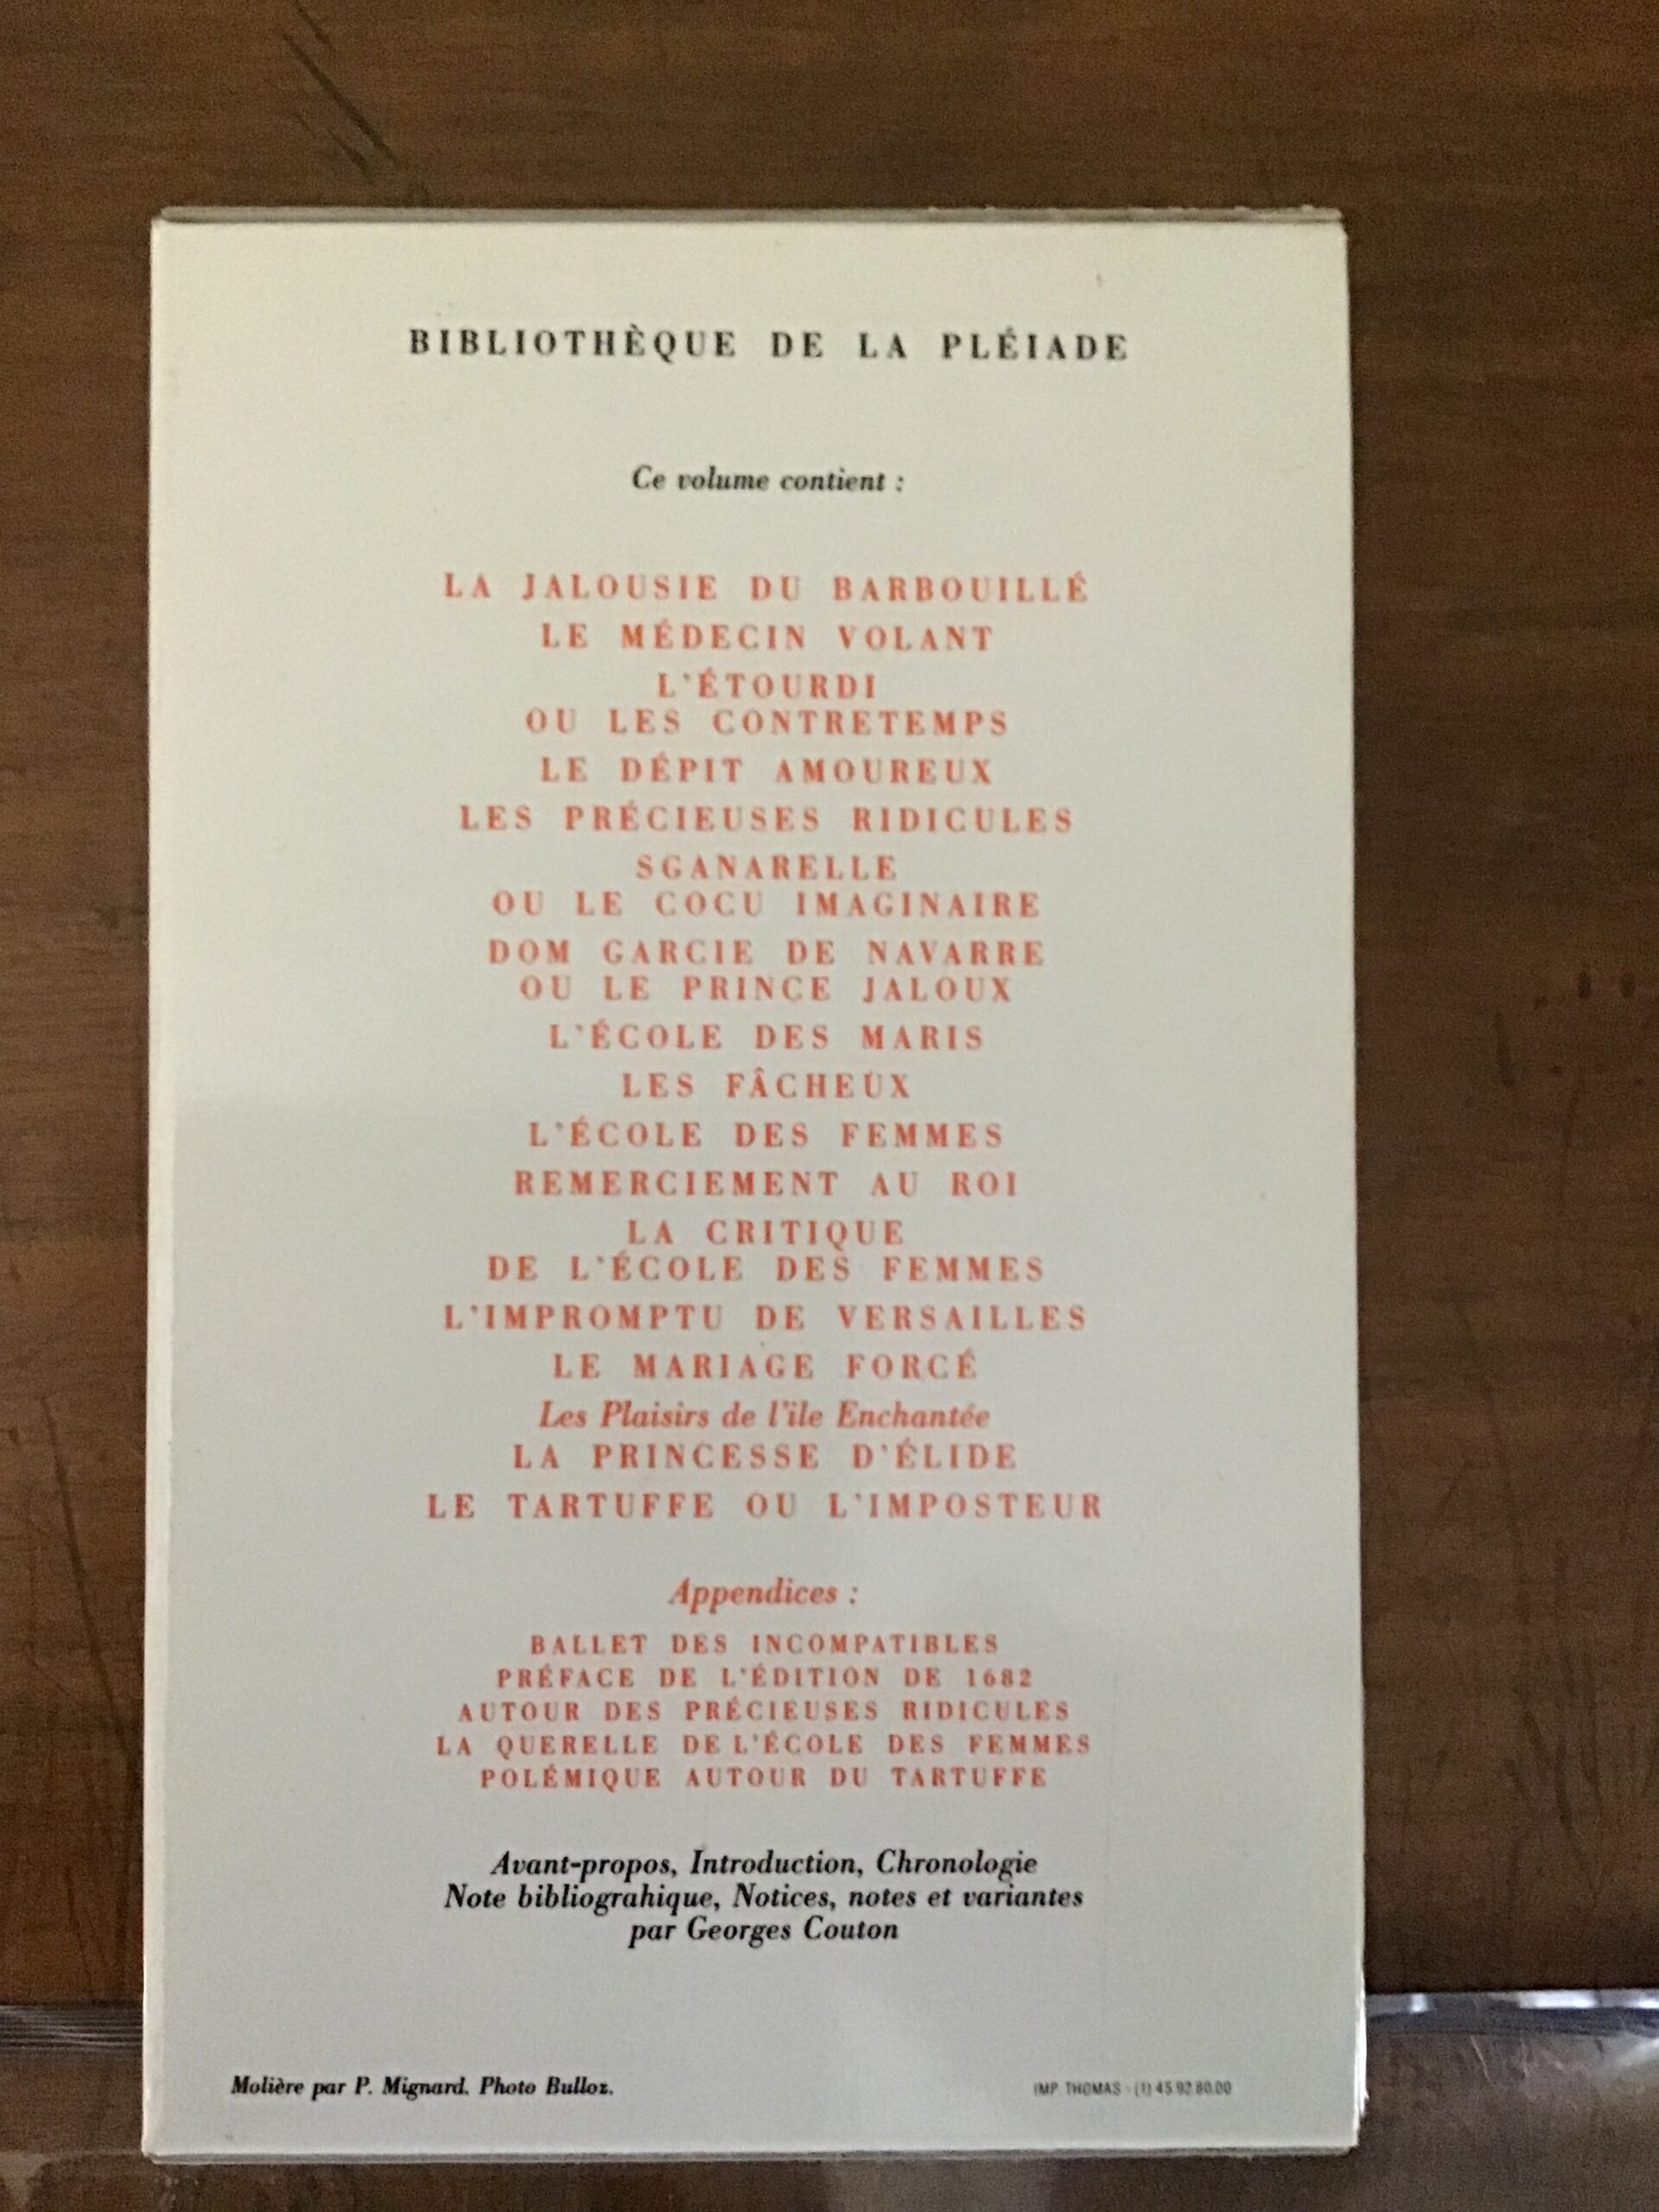 BIBLIOTHÈQUE DE LA PLÉIADE
Ce volume contient :
LA JALOUSIE DU BARBOUILLÉ
LE MÉDECIN VOLANT
L'ÉTOURDI
OU LES CONTRETEMPS
LE DÉPIT AMOUREUX
LES PRÉCIEUSES RIDICULES
SGANARELLE
OU LE COCU IMAGINAIRE
DOM GARCIE DE NAVARRE
OU LE PRINCE JALOUX
L'ÉCOLE DES MARIS
LES FÂCHEUX
L'ÉCOLE DES FEMMES
REMERCIEMENT AU ROI
LA CRITIQUE
DE L'ÉCOLE DES FEMMES
L'IMPROMPTU DE VERSAILLES
LE MARIAGE FORCÉ
Les Plaisirs de l'île Enchantée
LA PRINCESSE D'ÉLIDE
LE TARTUFFE OU L'IMPOSTEUR
Appendices :
BALLET DES INCOMPATIBLES
PRÉFACE DE L'ÉDITION DE 1682
AUTOUR DES PRÉCIEUSES RIDICULES
LA QUERELLE DE L'ÉCOLE DES FEMMES
POLÉMIQUE AUTOUR DU TARTUFFE
Avant-propos, Introduction, Chronologie
Note bibliograhique, Notices, notes et variantes
par Georges Couton
Molière par P. Mignard. Photo Bulloz.
IMP. THOMAS - (1) 45.92.80.00